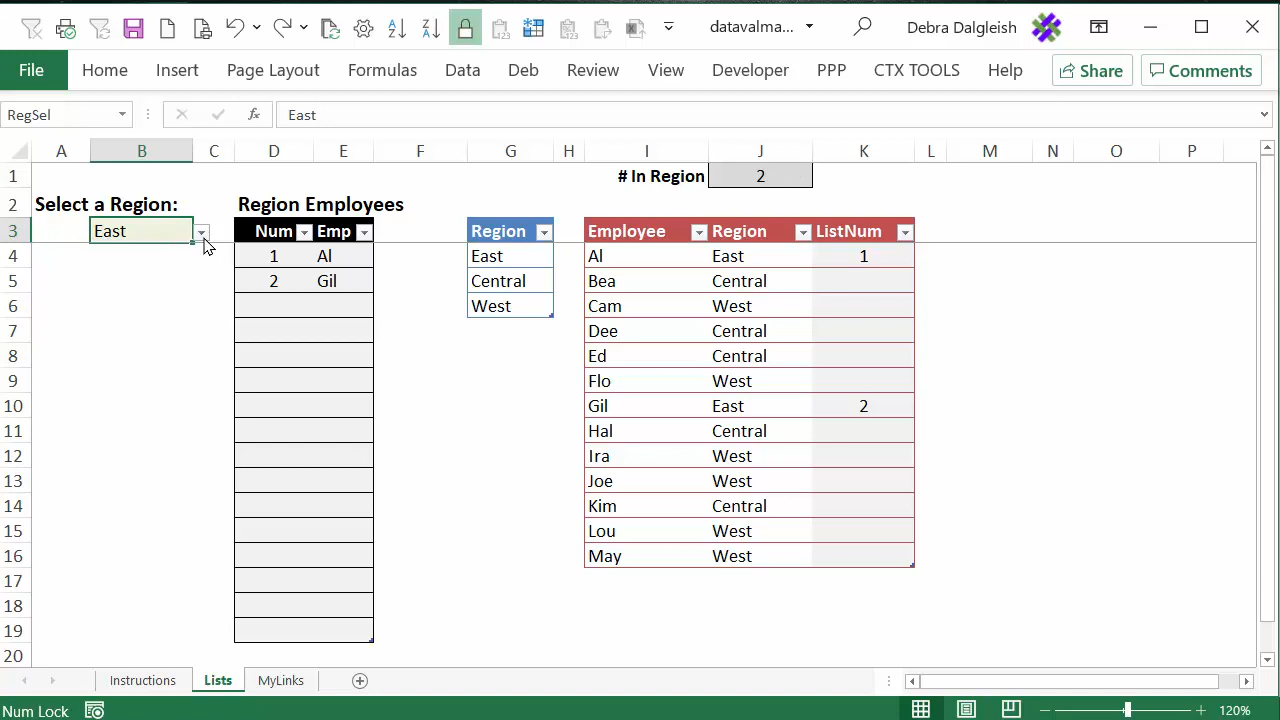 datavalma...
Debra Dalgleish
File Home Insert Page Layout Formulas Data Deb Review View Developer PPP CTX TOOLS Help Share Comments
RegSel fx East
A B C D E F G H I J K L M N O P
1 # In Region 2
2 Select a Region: Region Employees
3 East Num Emp Region Employee Region ListNum
4 1 Al East Al East 1
5 2 Gil Central Bea Central
6 West Cam West
7 Dee Central
8 Ed Central
9 Flo West
10 Gil East 2
11 Hal Central
12 Ira West
13 Joe West
14 Kim Central
15 Lou West
16 May West
17
18
19
20
Instructions Lists MyLinks
Num Lock 120%